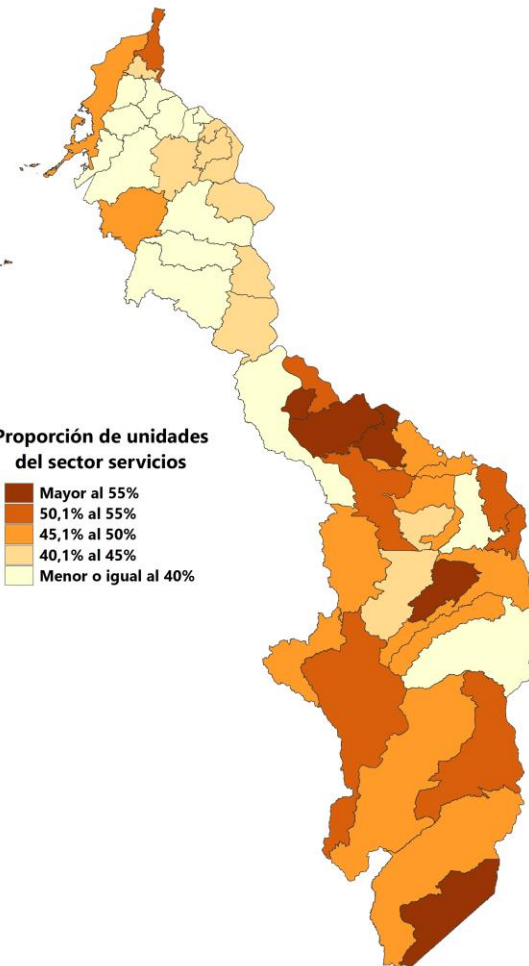 Proporción de unidades
del sector servicios
Mayor al 55%
50,1% al 55%
45,1% al 50%
40,1% al 45%
Menor o igual al 40%